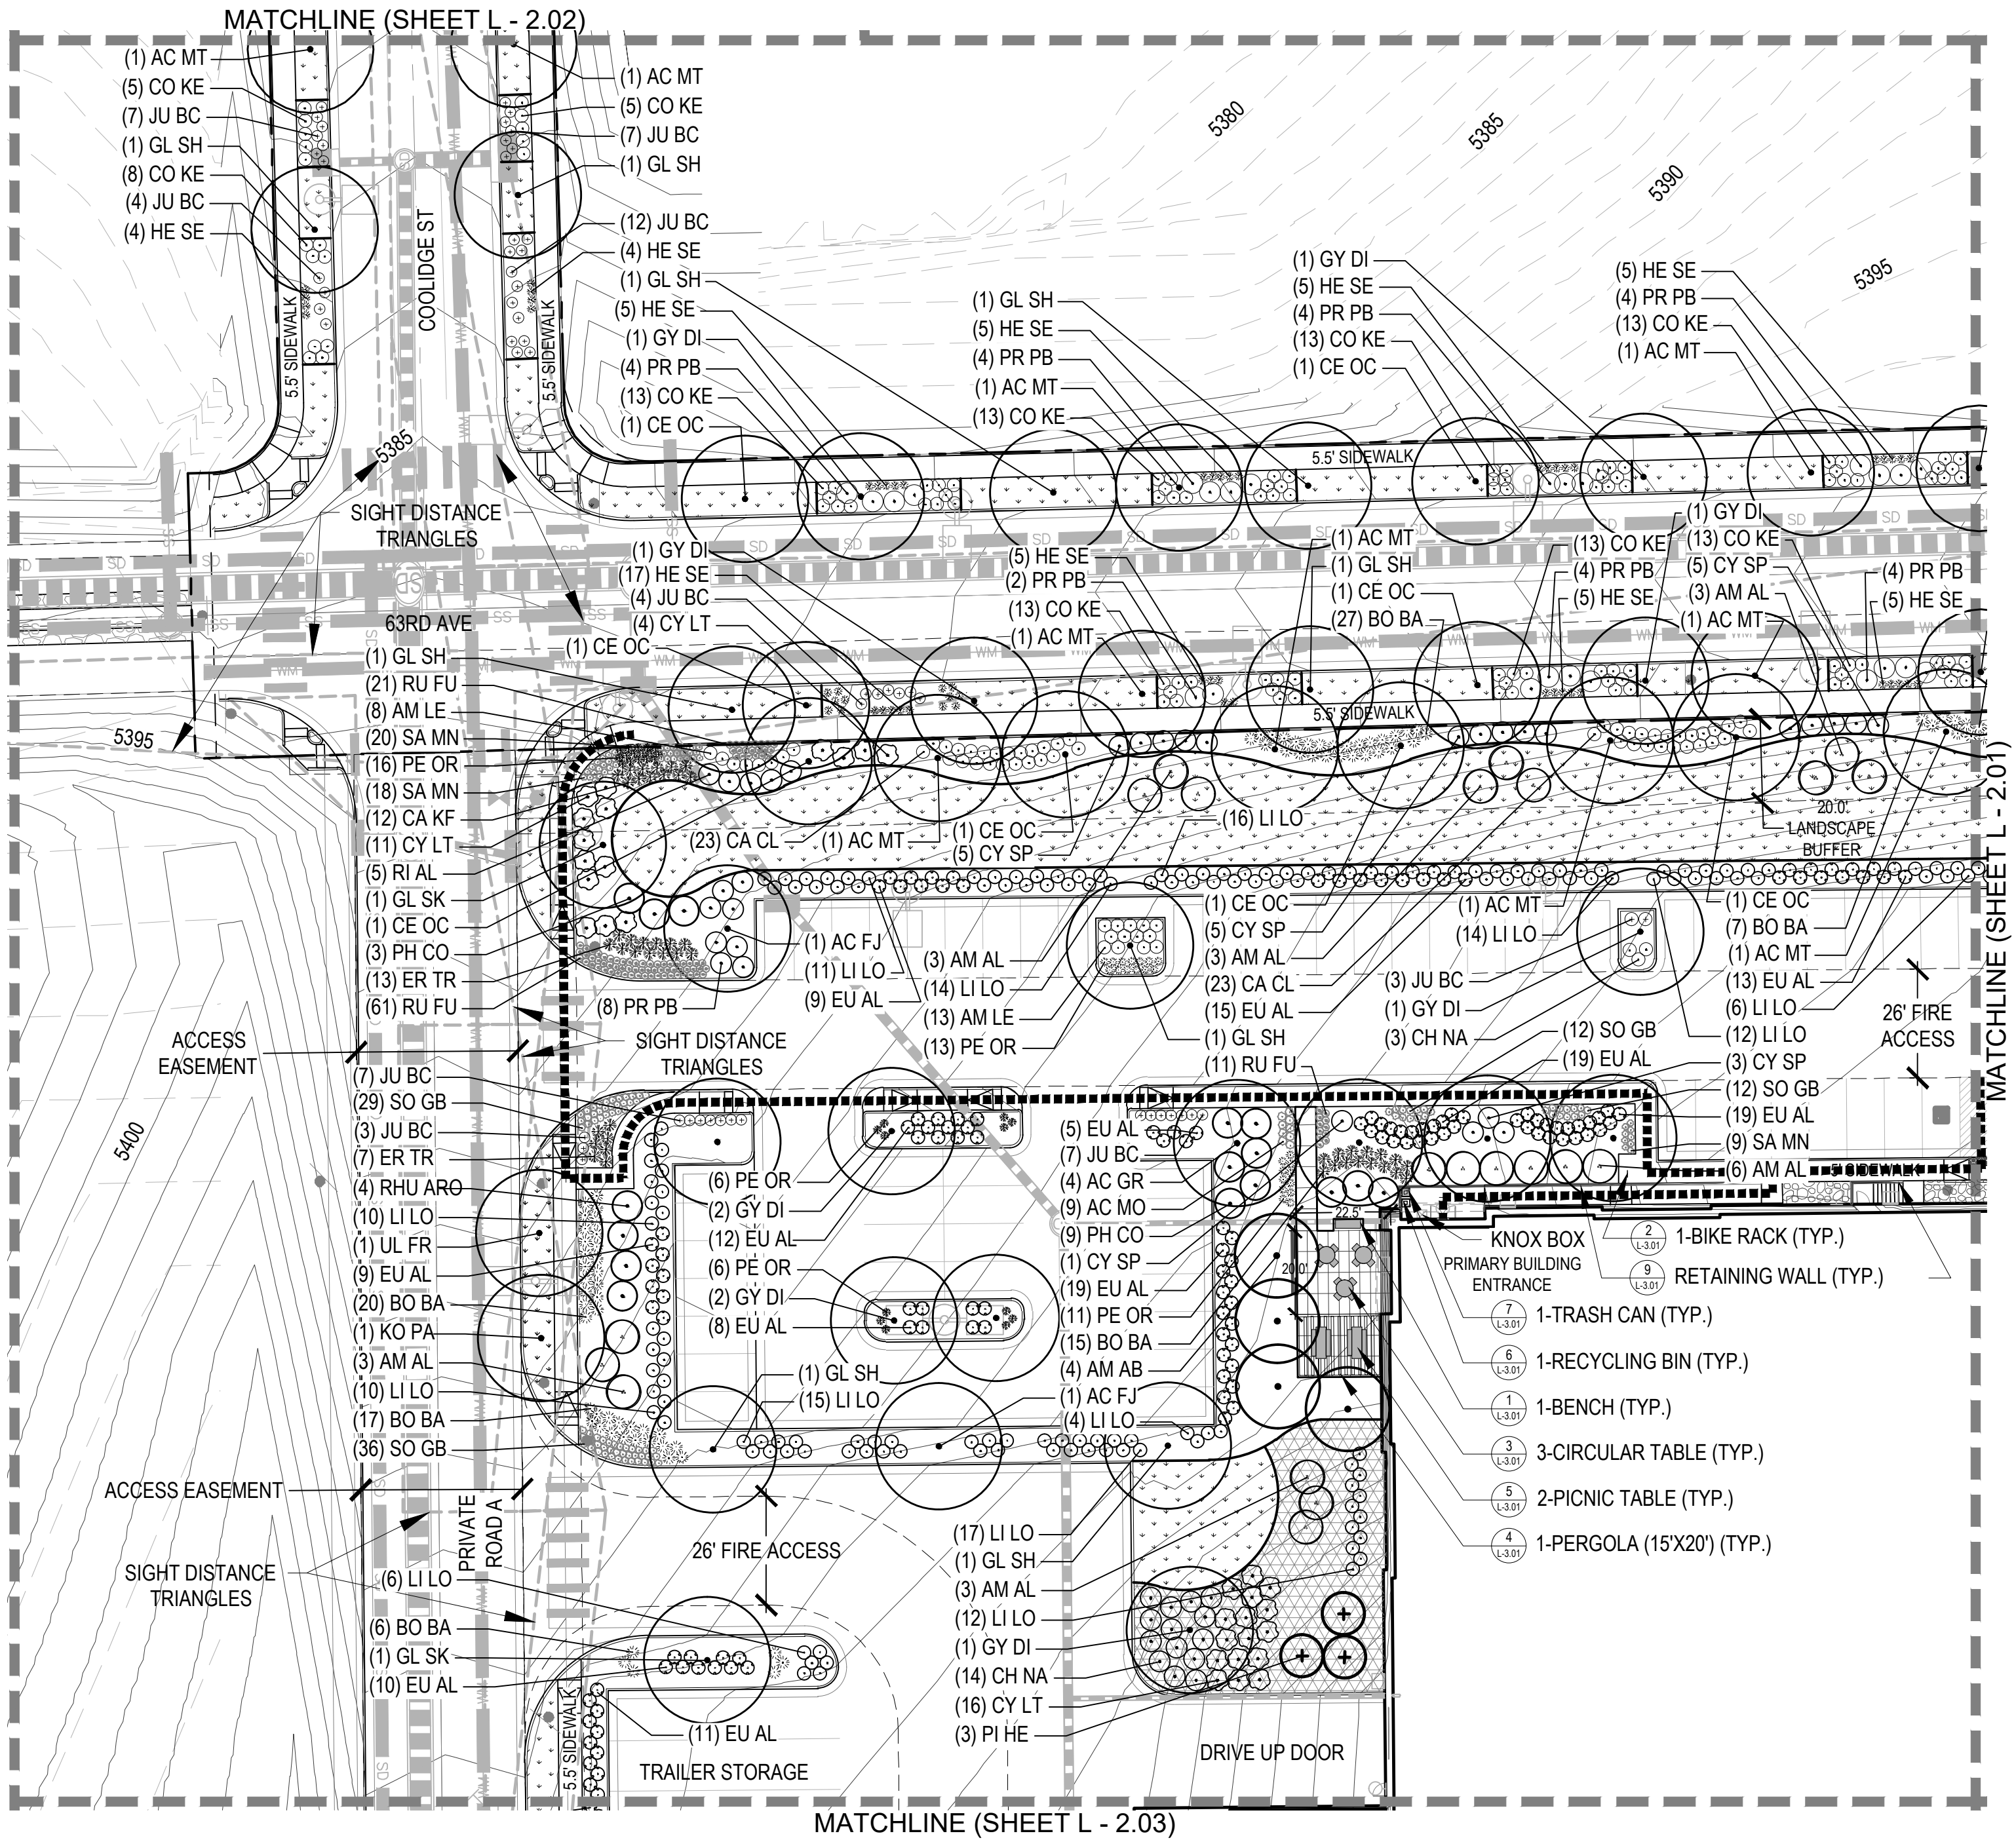 MATCHLINE (SHEET L - 2.02)
(1) AC MT
(5) CO KE
(7) JU BC
(1) GL SH
(8) CO KE
(4) JU BC
(4) HE SE
(1) AC MT
(5) CO KE
(7) JU BC
(1) GL SH
(12) JU BC
(4) HE SE
(1) GL SH
(5) HE SE
(1) GY DI
(4) PR PB
(13) CO KE
(1) CE OC
COOLIDGE ST
5.5' SIDEWALK
5.5' SIDEWALK
SD
WM
5380
5385
5390
5395
(1) GL SH
(5) HE SE
(4) PR PB
(1) AC MT
(13) CO KE
(1) GY DI
(5) HE SE
(4) PR PB
(13) CO KE
(1) CE OC
(5) HE SE
(4) PR PB
(13) CO KE
(1) AC MT
5.5' SIDEWALK
5385
SIGHT DISTANCE
TRIANGLES
63RD AVE
(1) GY DI
(17) HE SE
(4) JU BC
(4) CY LT
(1) CE OC
(5) HE SE
(2) PR PB
(13) CO KE
(1) AC MT
(1) AC MT
(1) GL SH
(1) CE OC
(27) BO BA
(13) CO KE
(4) PR PB
(5) HE SE
(1) GY DI
(13) CO KE
(5) CY SP
(3) AM AL
(1) AC MT
(4) PR PB
(5) HE SE
5.5' SIDEWALK
5395
(1) GL SH
(21) RU FU
(8) AM LE
(20) SA MN
(16) PE OR
(18) SA MN
(12) CA KF
(11) CY LT
(5) RI AL
(1) GL SK
(1) CE OC
(3) PH CO
(13) ER TR
(61) RU FU
(23) CA CL
(1) AC MT
(1) CE OC
(5) CY SP
(16) LI LO
20.0'
LANDSCAPE
BUFFER
MATCHLINE (SHEET L - 2.01)
(8) PR PB
(1) AC FJ
(11) LI LO
(9) EU AL
(3) AM AL
(14) LI LO
(13) AM LE
(13) PE OR
(1) CE OC
(5) CY SP
(3) AM AL
(23) CA CL
(15) EU AL
(1) GL SH
(11) RU FU
(1) AC MT
(14) LI LO
(3) JU BC
(1) GY DI
(3) CH NA
(1) CE OC
(7) BO BA
(1) AC MT
(13) EU AL
(6) LI LO
(12) LI LO
(3) CY SP
(12) SO GB
(19) EU AL
(9) SA MN
(6) AM AL
(12) SO GB
(19) EU AL
26' FIRE
ACCESS
5' SIDEWALK
ACCESS
EASEMENT
SIGHT DISTANCE
TRIANGLES
5400
(7) JU BC
(29) SO GB
(3) JU BC
(7) ER TR
(4) RHU ARO
(10) LI LO
(1) UL FR
(9) EU AL
(20) BO BA
(1) KO PA
(3) AM AL
(10) LI LO
(17) BO BA
(36) SO GB
(6) PE OR
(2) GY DI
(12) EU AL
(6) PE OR
(2) GY DI
(8) EU AL
(1) GL SH
(15) LI LO
(5) EU AL
(7) JU BC
(4) AC GR
(9) AC MO
(9) PH CO
(1) CY SP
(19) EU AL
(11) PE OR
(15) BO BA
(4) AM AB
(1) AC FJ
(4) LI LO
22.5'
20.0'
KNOX BOX
PRIMARY BUILDING
ENTRANCE
2 L-3.01 1-BIKE RACK (TYP.)
9 L-3.01 RETAINING WALL (TYP.)
7 L-3.01 1-TRASH CAN (TYP.)
6 L-3.01 1-RECYCLING BIN (TYP.)
1 L-3.01 1-BENCH (TYP.)
3 L-3.01 3-CIRCULAR TABLE (TYP.)
5 L-3.01 2-PICNIC TABLE (TYP.)
4 L-3.01 1-PERGOLA (15'X20') (TYP.)
ACCESS EASEMENT
PRIVATE
ROAD A
SIGHT DISTANCE
TRIANGLES
26' FIRE ACCESS
(6) LI LO
(6) BO BA
(1) GL SK
(10) EU AL
(11) EU AL
5.5' SIDEWALK
TRAILER STORAGE
(17) LI LO
(1) GL SH
(3) AM AL
(12) LI LO
(1) GY DI
(14) CH NA
(16) CY LT
(3) PI HE
DRIVE UP DOOR
MATCHLINE (SHEET L - 2.03)